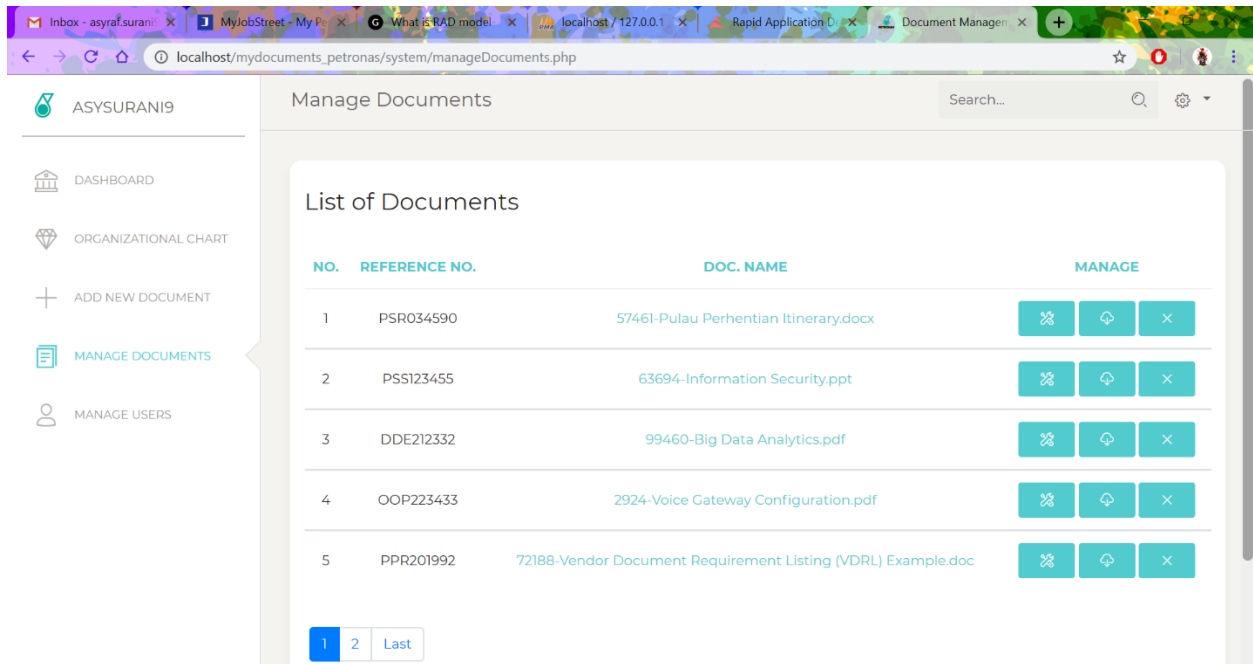 Inbox - asyraf.surani
MyJobStreet - My Pe
What is RAD model
localhost / 127.0.0.1
Rapid Application D
Document Managem
localhost/mydocuments_petronas/system/manageDocuments.php
ASYSURANI9
Manage Documents
Search...
DASHBOARD
ORGANIZATIONAL CHART
ADD NEW DOCUMENT
MANAGE DOCUMENTS
MANAGE USERS
List of Documents
NO. REFERENCE NO. DOC. NAME MANAGE
1 PSR034590 57461-Pulau Perhentian Itinerary.docx
2 PSS123455 63694-Information Security.ppt
3 DDE212332 99460-Big Data Analytics.pdf
4 OOP223433 2924-Voice Gateway Configuration.pdf
5 PPR201992 72188-Vendor Document Requirement Listing (VDRL) Example.doc
1 2 Last